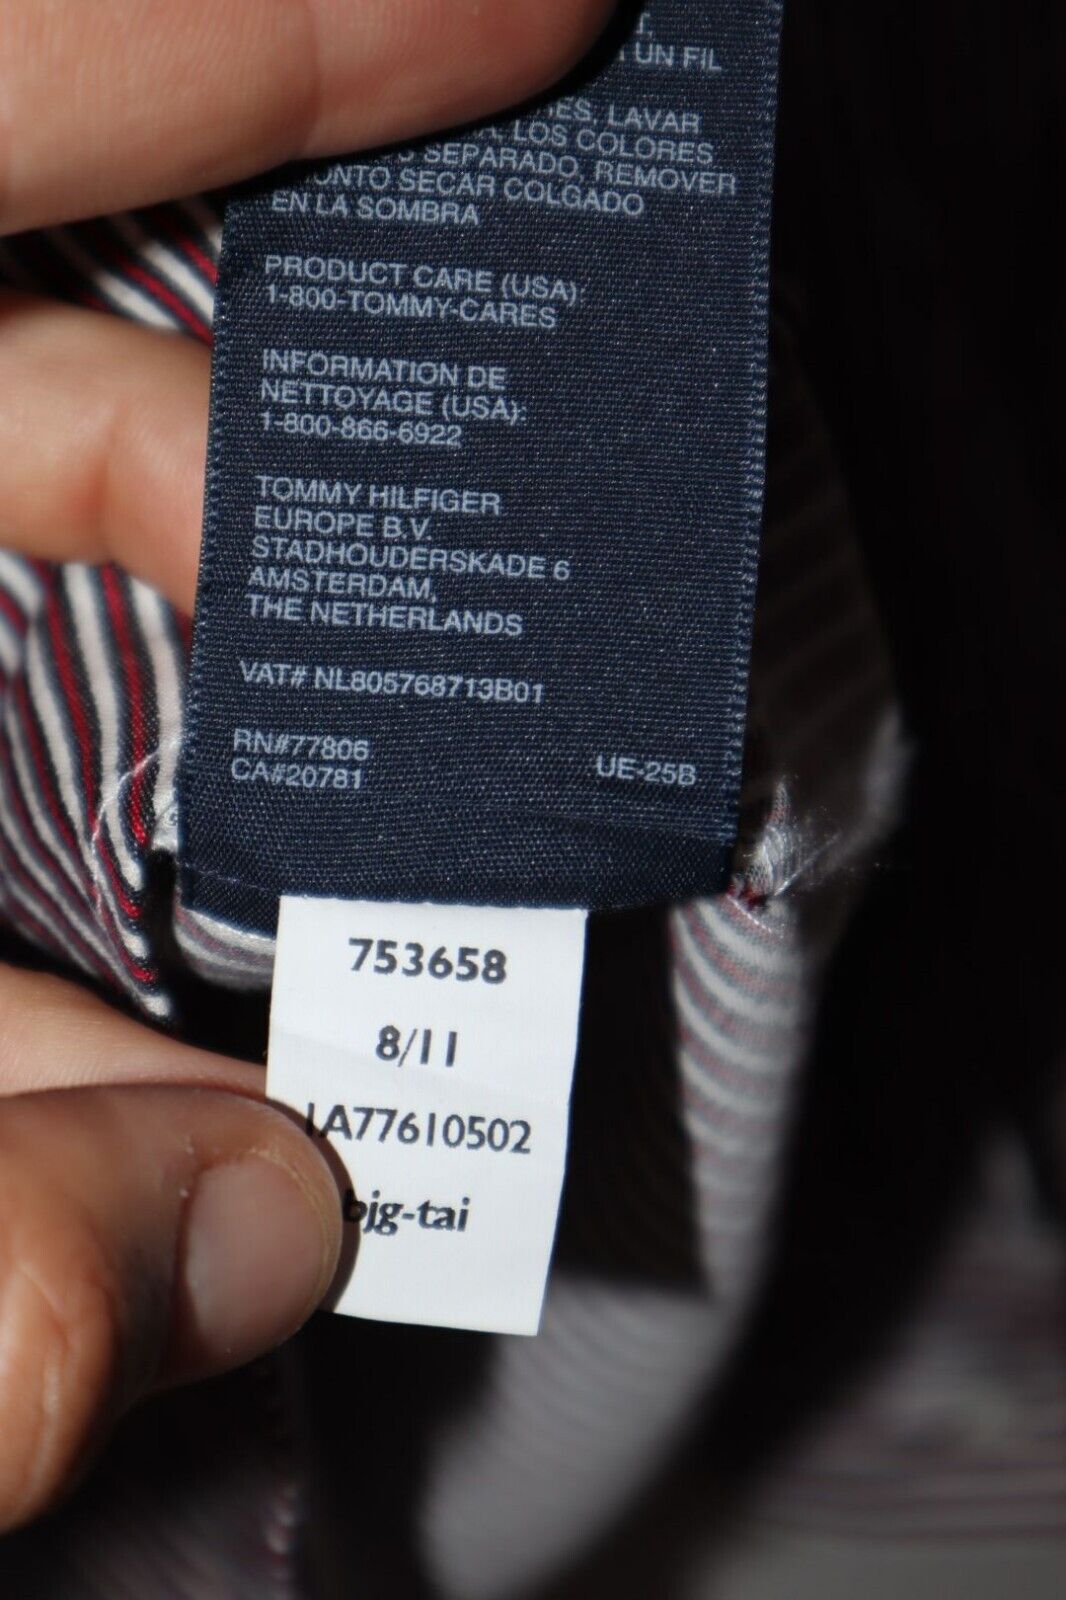 UN FIL
LAVAR
LOS COLORES
SEPARADO, REMOVER
SECAR COLGADO
EN LA SOMBRA
PRODUCT CARE (USA):
1-800-TOMMY-CARES
INFORMATION DE
NETTOYAGE (USA):
1-800-866-6922
TOMMY HILFIGER
EUROPE B.V.
STADHOUDERSKADE 6
AMSTERDAM,
THE NETHERLANDS
VAT# NL805768713B01
RN#77806
CA#20781 UE-25B
753658
8/11
1A77610502
bjg-tai